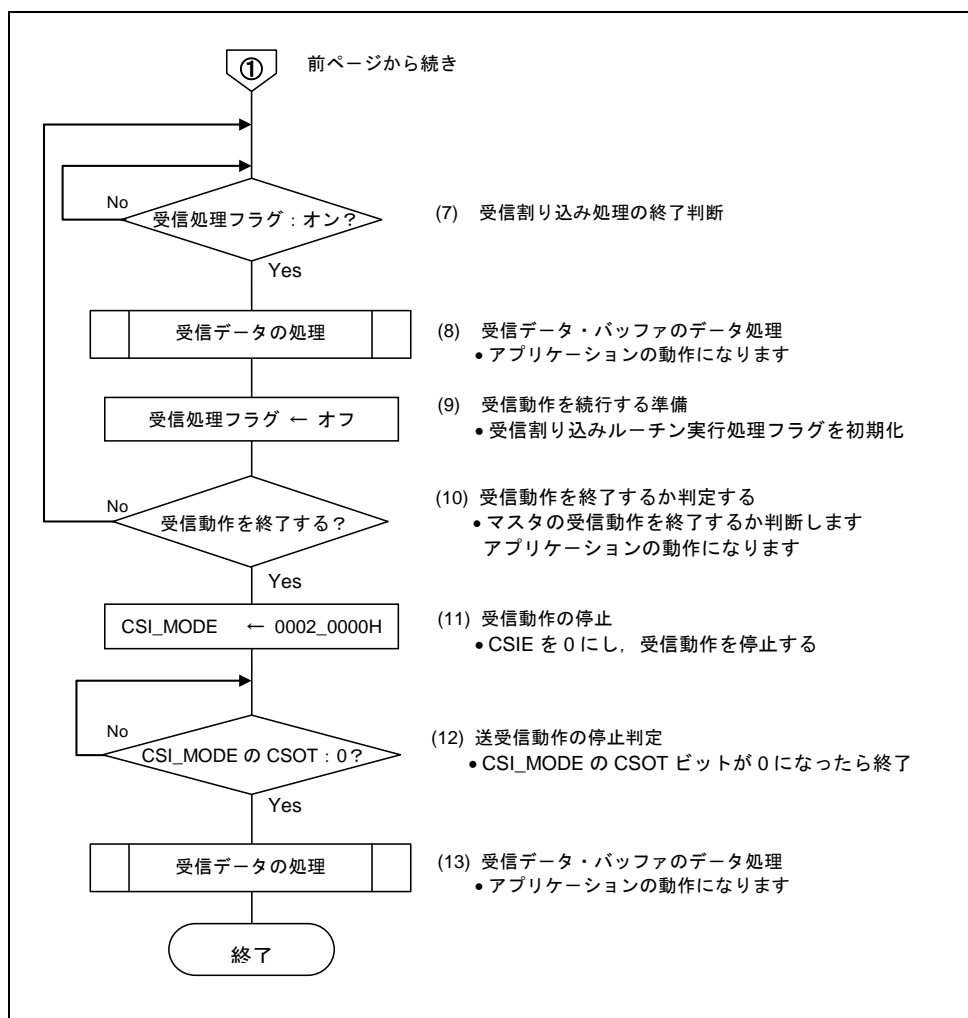 ① 前ページから続き
No
受信処理フラグ：オン？ (7) 受信割り込み処理の終了判断
Yes
受信データの処理 (8) 受信データ・バッファのデータ処理
• アプリケーションの動作になります
受信処理フラグ ← オフ (9) 受信動作を続行する準備
• 受信割り込みルーチン実行処理フラグを初期化
No
受信動作を終了する？ (10) 受信動作を終了するか判定する
• マスタの受信動作を終了するか判断します
アプリケーションの動作になります
Yes
CSI_MODE ← 0002_0000H (11) 受信動作の停止
• CSIE を 0 にし，受信動作を停止する
No
CSI_MODE の CSOT：0？ (12) 送受信動作の停止判定
• CSI_MODE の CSOT ビットが 0 になったら終了
Yes
受信データの処理 (13) 受信データ・バッファのデータ処理
• アプリケーションの動作になります
終了